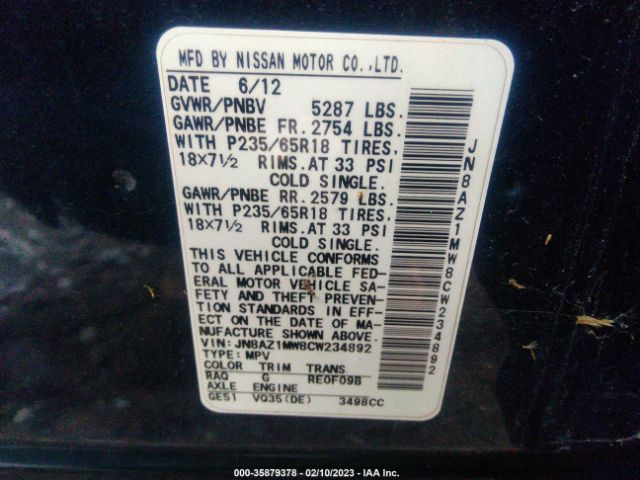 MFD BY NISSAN MOTOR CO.,LTD.
DATE 6/12
GVWR/PNBV 5287 LBS.
GAWR/PNBE FR. 2754 LBS.
WITH P235/65R18 TIRES,
18×7½ RIMS.AT 33 PSI
COLD SINGLE.
GAWR/PNBE RR. 2579 LBS.
WITH P235/65R18 TIRES,
18×7½ RIMS.AT 33 PSI
COLD SINGLE.
THIS VEHICLE CONFORMS
TO ALL APPLICABLE FED-
ERAL MOTOR VEHICLE SA-
FETY AND THEFT PREVEN-
TION STANDARDS IN EFF-
ECT ON THE DATE OF MA-
NUFACTURE SHOWN ABOVE.
VIN: JN8AZ1MW8CW234892
TYPE: MPV
COLOR TRIM TRANS
RAQ G RE0F09B
AXLE ENGINE
GE51 VQ35(DE) 3498CC
JN8AZ1MW8CW234892
000-35879378 - 02/10/2023 - IAA Inc.